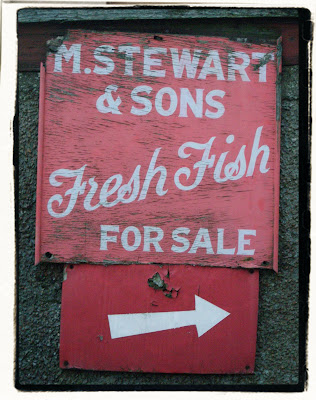 M. STEWART
& SONS
Fresh Fish
FOR SALE